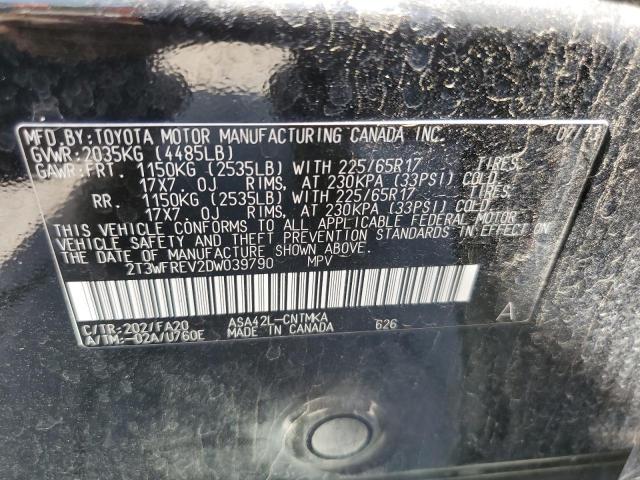 MFD.BY:TOYOTA MOTOR MANUFACTURING CANADA INC. 07/13
GVWR:2035KG (4485LB)
GAWR:FRT. 1150KG (2535LB) WITH 225/65R17 TIRES
17X7.0J RIMS, AT 230KPA (33PSI) COLD
RR. 1150KG (2535LB) WITH 225/65R17 TIRES
17X7.0J RIMS, AT 230KPA (33PSI) COLD
THIS VEHICLE CONFORMS TO ALL APPLICABLE FEDERAL MOTOR
VEHICLE SAFETY AND THEFT PREVENTION STANDARDS IN EFFECT ON
THE DATE OF MANUFACTURE SHOWN ABOVE.
2T3WFREV2DW039790 MPV
C/TR:202/FA20 ASA42L-CNTMKA A
A/TM:-02A/U760E MADE IN CANADA 626